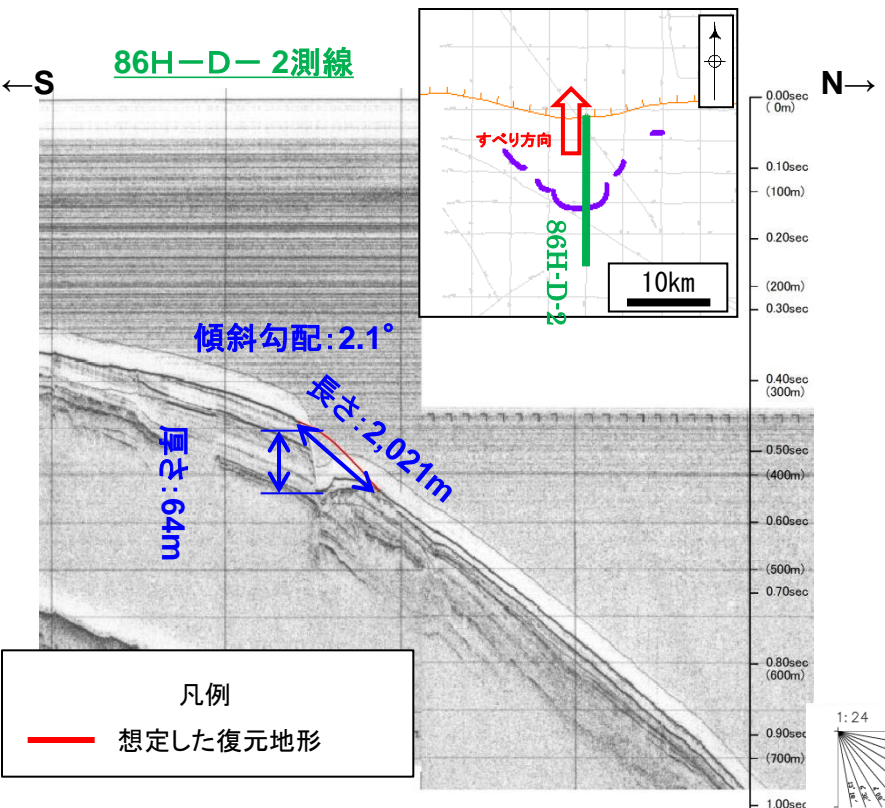 86H－D－ 2測線
←S
N→
すべり方向
86H-D-2
10km
0.00sec
( 0m)
0.10sec
(100m)
0.20sec
(200m)
0.30sec
0.40sec
(300m)
0.50sec
(400m)
0.60sec
(500m)
0.70sec
0.80sec
(600m)
0.90sec
(700m)
1.00sec
傾斜勾配：2.1°
長さ：2,021m
厚さ：64m
凡例
想定した復元地形
1:24